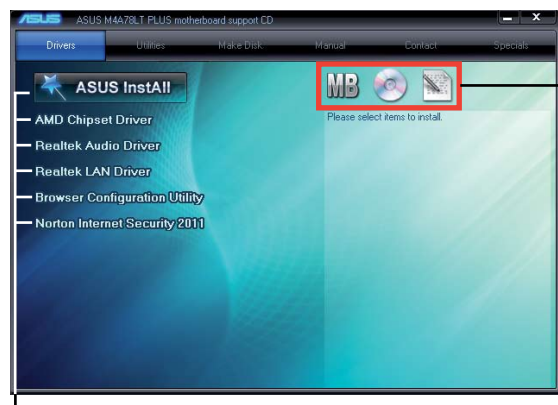 ASUS ASUS M4A78LT PLUS motherboard support CD
Drivers Utilities Make Disk Manual Contact Specials
ASUS InstAll
MB
Please select items to install.
AMD Chipset Driver
Realtek Audio Driver
Realtek LAN Driver
Browser Configuration Utility
Norton Internet Security 2011